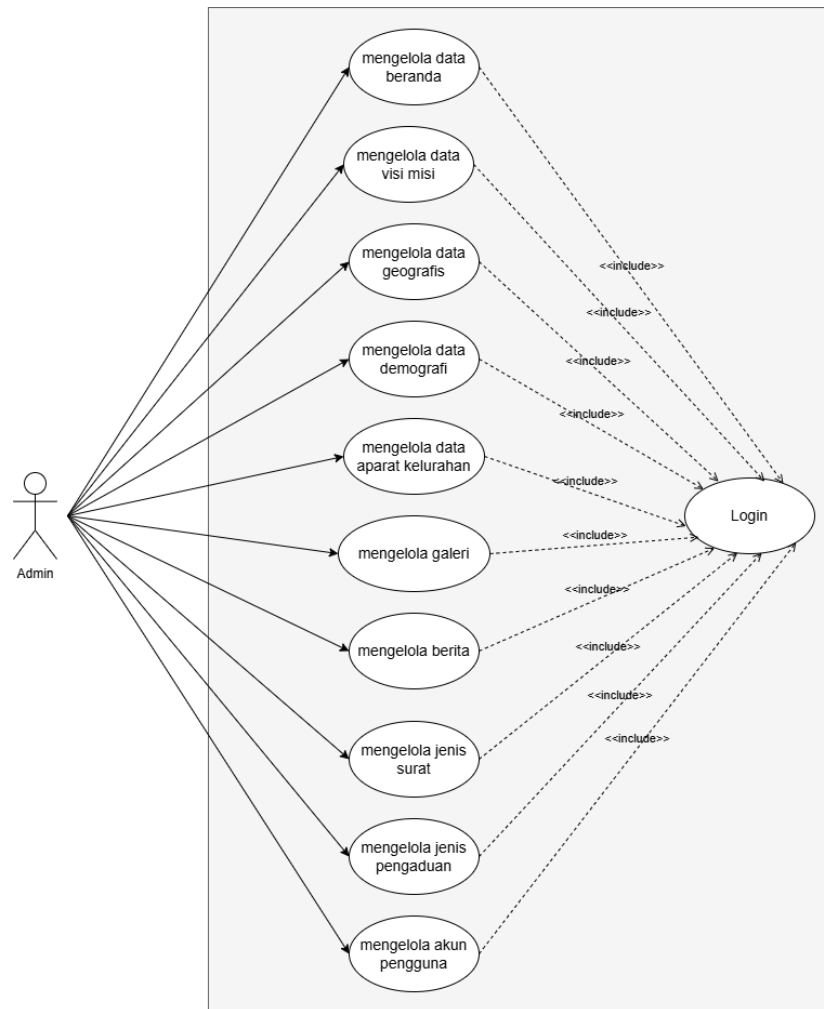 mengelola data
beranda
mengelola data
visi misi
mengelola data
geografis
<<include>>
<<include>>
mengelola data
demografi
<<include>>
<<include>>
mengelola data
aparat kelurahan
<<include>>
Login
Admin
mengelola galeri
<<include>>
mengelola berita
<<include>>
<<include>>
mengelola jenis
surat
<<include>>
<<include>>
mengelola jenis
pengaduan
mengelola akun
pengguna